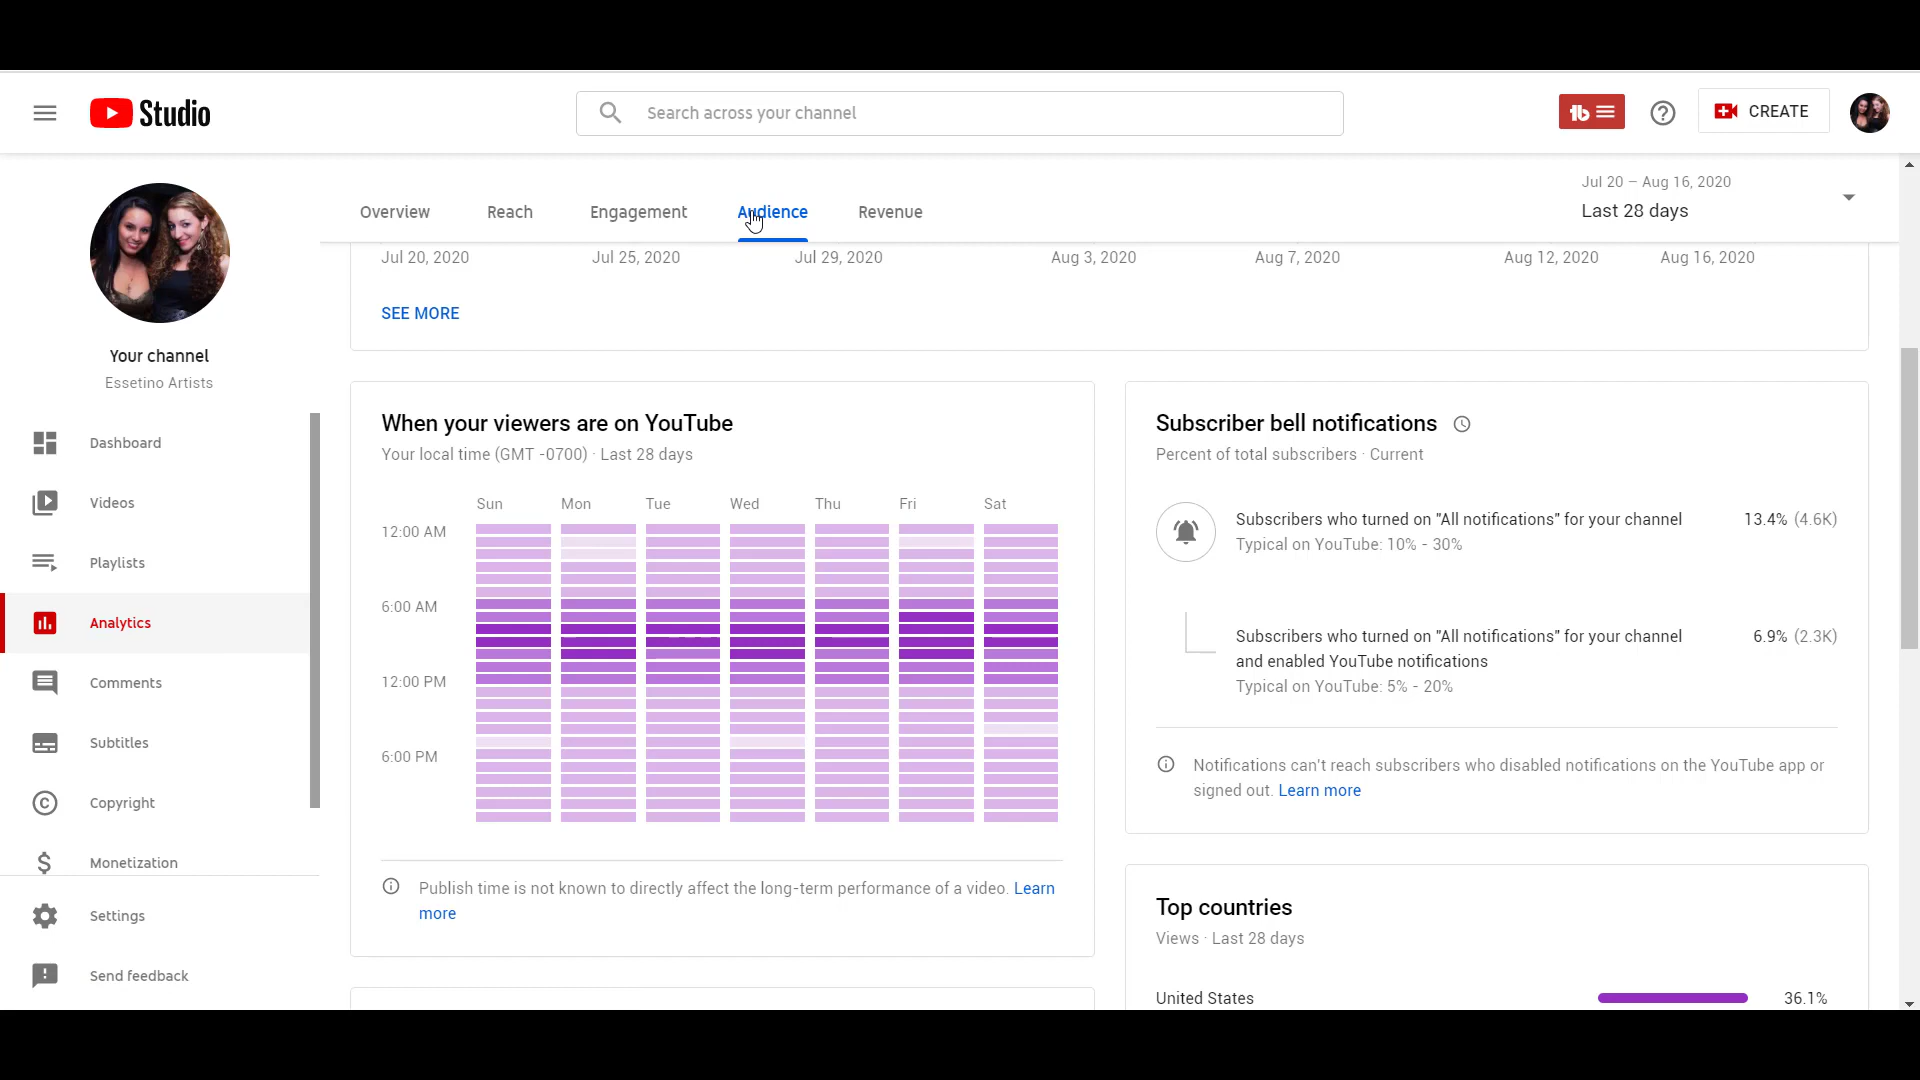 Studio
Search across your channel
CREATE
Your channel
Essetino Artists
Dashboard
Videos
Playlists
Analytics
Comments
Subtitles
Copyright
Monetization
Settings
Send feedback
Overview
Reach
Engagement
Audience
Revenue
Jul 20 – Aug 16, 2020
Last 28 days
Jul 20, 2020
Jul 25, 2020
Jul 29, 2020
Aug 3, 2020
Aug 7, 2020
Aug 12, 2020
Aug 16, 2020
SEE MORE
When your viewers are on YouTube
Your local time (GMT -0700) · Last 28 days
Sun Mon Tue Wed Thu Fri Sat
12:00 AM
6:00 AM
12:00 PM
6:00 PM
Publish time is not known to directly affect the long-term performance of a video. Learn
more
Subscriber bell notifications
Percent of total subscribers · Current
Subscribers who turned on "All notifications" for your channel 13.4% (4.6K)
Typical on YouTube: 10% - 30%
Subscribers who turned on "All notifications" for your channel 6.9% (2.3K)
and enabled YouTube notifications
Typical on YouTube: 5% - 20%
Notifications can't reach subscribers who disabled notifications on the YouTube app or
signed out. Learn more
Top countries
Views · Last 28 days
United States 36.1%